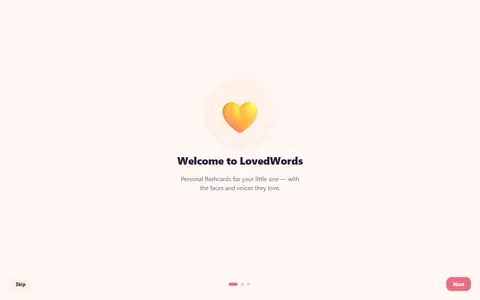 Welcome to LovedWords
Personal flashcards for your little one — with
the faces and voices they love.
Skip
Next